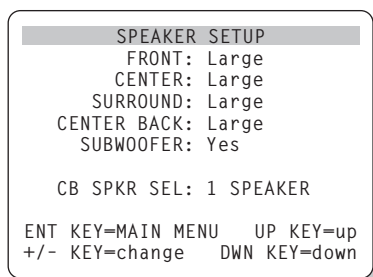 SPEAKER SETUP
FRONT: Large
CENTER: Large
SURROUND: Large
CENTER BACK: Large
SUBWOOFER: Yes
CB SPKR SEL: 1 SPEAKER
ENT KEY=MAIN MENU UP KEY=up
+/- KEY=change DWN KEY=down